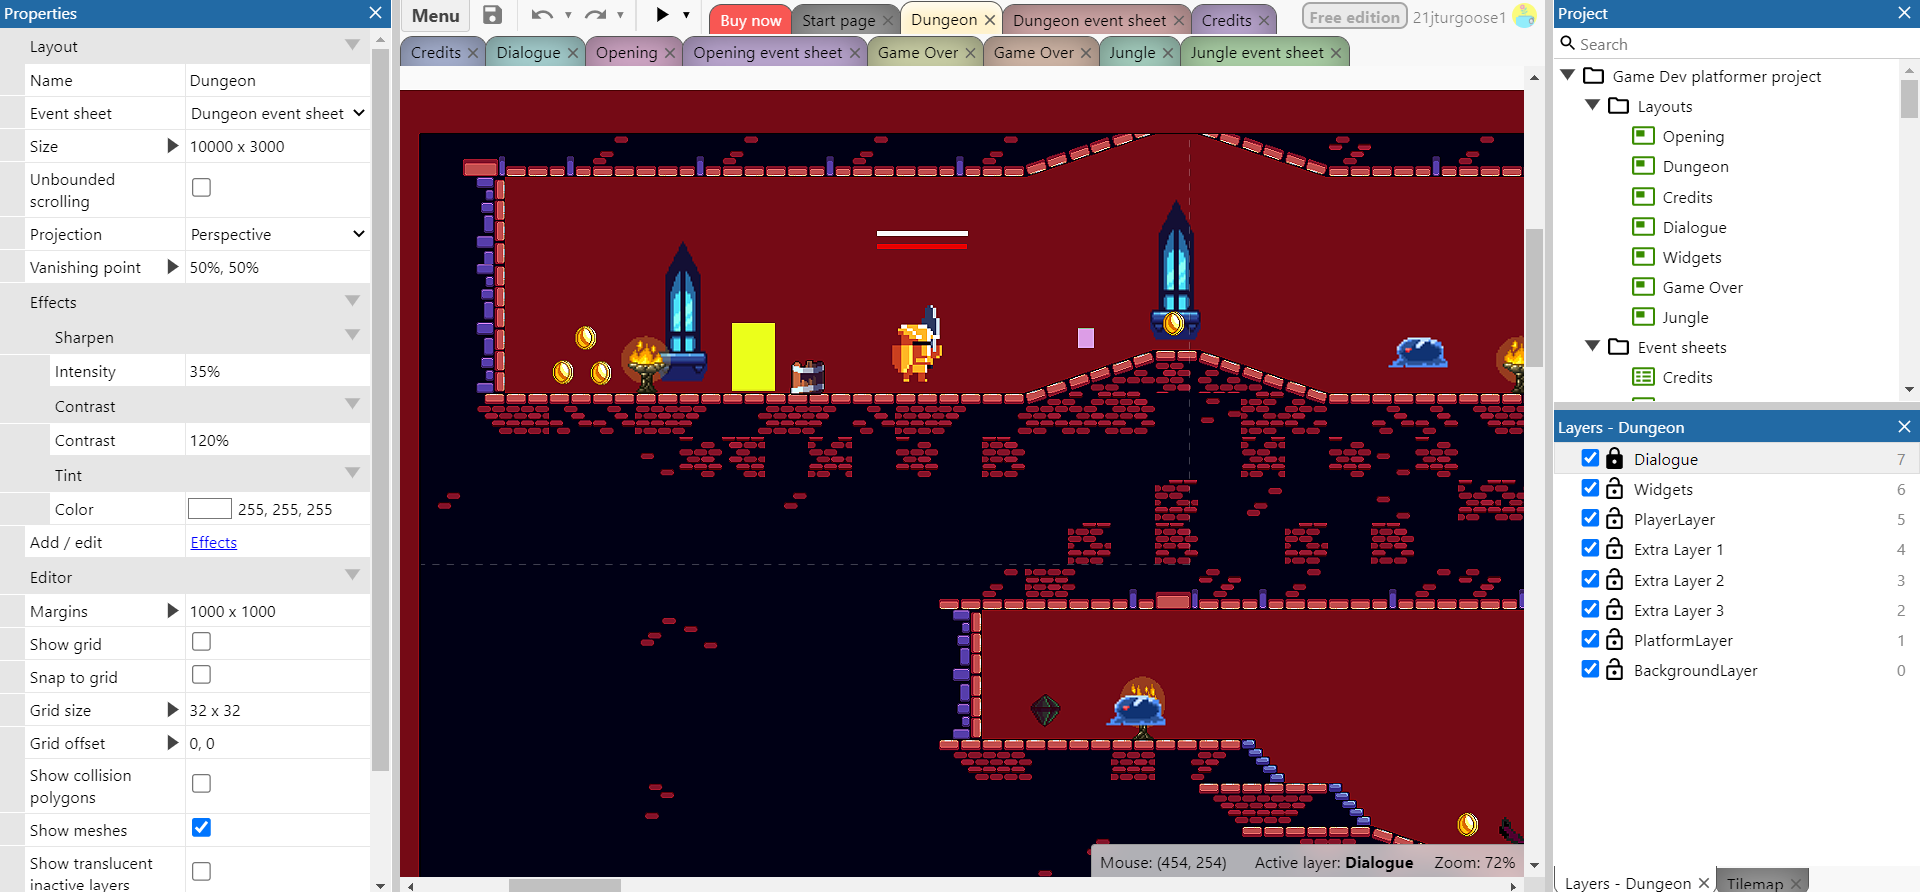 Properties
Layout
Name Dungeon
Event sheet Dungeon event sheet
Size 10000 x 3000
Unbounded
scrolling
Projection Perspective
Vanishing point 50%, 50%
Effects
Sharpen
Intensity 35%
Contrast
Contrast 120%
Tint
Color 255, 255, 255
Add / edit Effects
Editor
Margins 1000 x 1000
Show grid
Snap to grid
Grid size 32 x 32
Grid offset 0, 0
Show collision
polygons
Show meshes
Show translucent
inactive layers
Menu Buy now Start page Dungeon Dungeon event sheet Credits Free edition 21jturgoose1
Credits Dialogue Opening Opening event sheet Game Over Game Over Jungle Jungle event sheet
Mouse: (454, 254) Active layer: Dialogue Zoom: 72%
Project
Search
Game Dev platformer project
Layouts
Opening
Dungeon
Credits
Dialogue
Widgets
Game Over
Jungle
Event sheets
Credits
Layers - Dungeon
Dialogue 7
Widgets 6
PlayerLayer 5
Extra Layer 1 4
Extra Layer 2 3
Extra Layer 3 2
PlatformLayer 1
BackgroundLayer 0
Layers - Dungeon Tilemap